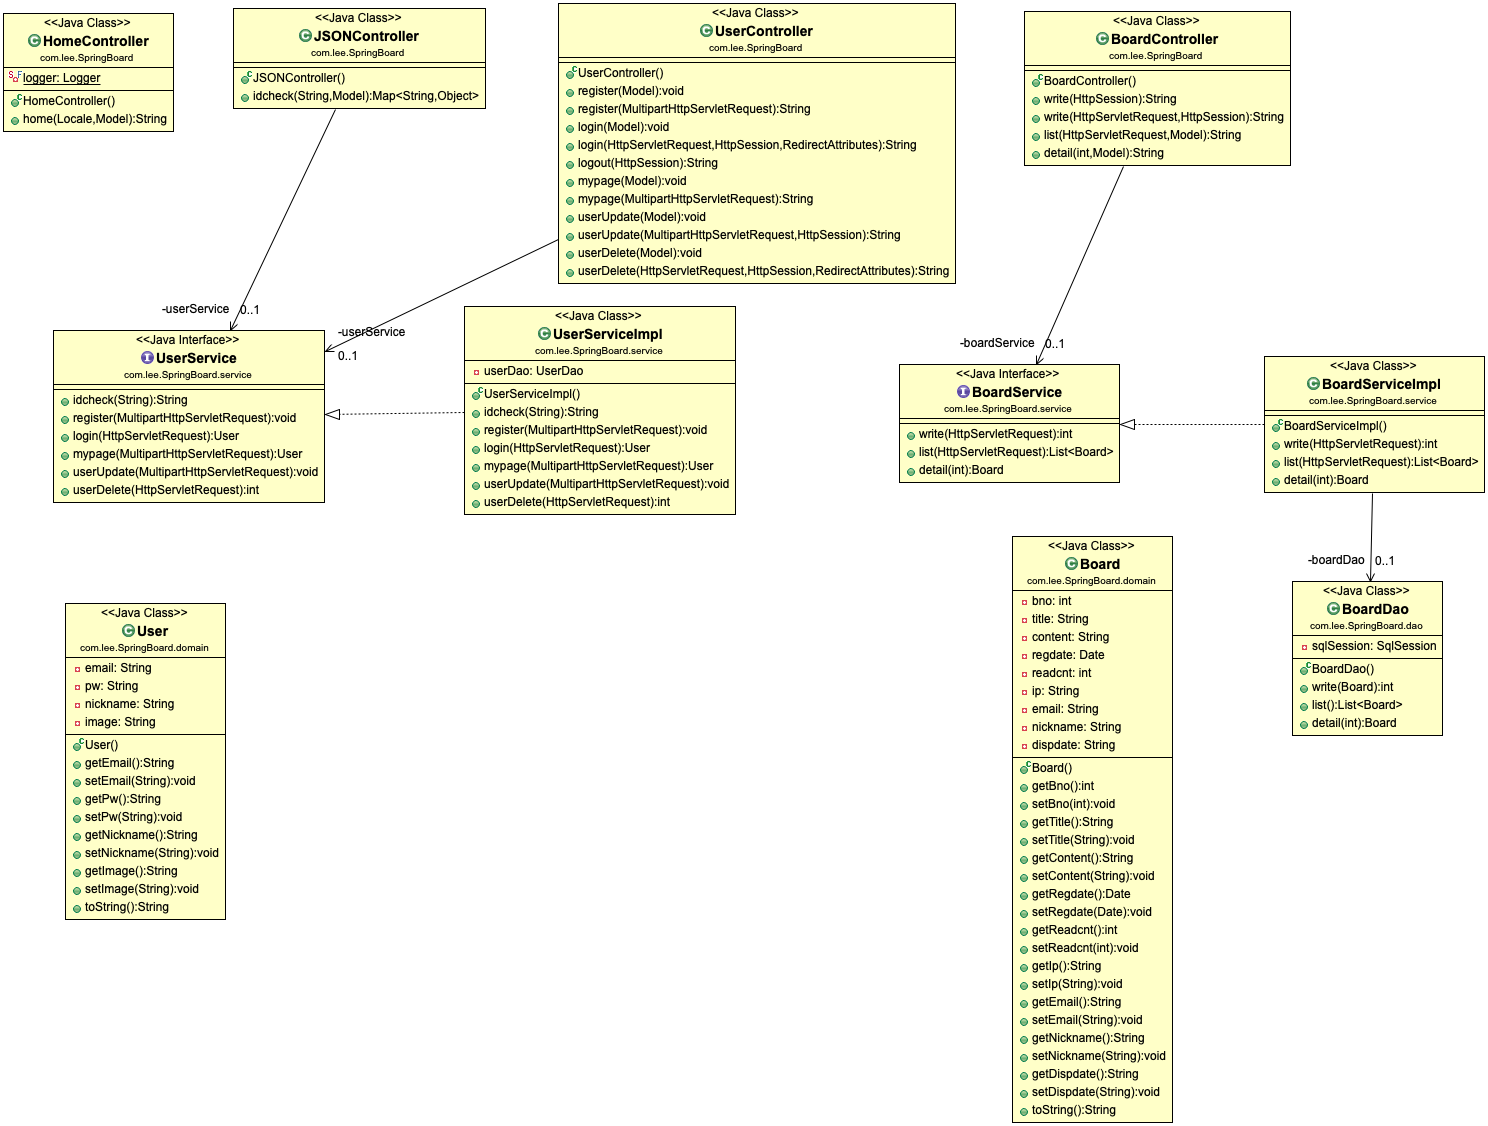 <<Java Class>>
HomeController
com.lee.SpringBoard
logger: Logger
HomeController()
home(Locale,Model):String
<<Java Class>>
JSONController
com.lee.SpringBoard
JSONController()
idcheck(String,Model):Map<String,Object>
<<Java Class>>
UserController
com.lee.SpringBoard
UserController()
register(Model):void
register(MultipartHttpServletRequest):String
login(Model):void
login(HttpServletRequest,HttpSession,RedirectAttributes):String
logout(HttpSession):String
mypage(Model):void
mypage(MultipartHttpServletRequest):String
userUpdate(Model):void
userUpdate(MultipartHttpServletRequest,HttpSession):String
userDelete(Model):void
userDelete(HttpServletRequest,HttpSession,RedirectAttributes):String
<<Java Class>>
BoardController
com.lee.SpringBoard
BoardController()
write(HttpSession):String
write(HttpServletRequest,HttpSession):String
list(HttpServletRequest,Model):String
detail(int,Model):String
-userService 0..1
-userService
0..1
-boardService 0..1
<<Java Interface>>
UserService
com.lee.SpringBoard.service
idcheck(String):String
register(MultipartHttpServletRequest):void
login(HttpServletRequest):User
mypage(MultipartHttpServletRequest):User
userUpdate(MultipartHttpServletRequest):void
userDelete(HttpServletRequest):int
<<Java Class>>
UserServiceImpl
com.lee.SpringBoard.service
userDao: UserDao
UserServiceImpl()
idcheck(String):String
register(MultipartHttpServletRequest):void
login(HttpServletRequest):User
mypage(MultipartHttpServletRequest):User
userUpdate(MultipartHttpServletRequest):void
userDelete(HttpServletRequest):int
<<Java Interface>>
BoardService
com.lee.SpringBoard.service
write(HttpServletRequest):int
list(HttpServletRequest):List<Board>
detail(int):Board
<<Java Class>>
BoardServiceImpl
com.lee.SpringBoard.service
BoardServiceImpl()
write(HttpServletRequest):int
list(HttpServletRequest):List<Board>
detail(int):Board
-boardDao 0..1
<<Java Class>>
User
com.lee.SpringBoard.domain
email: String
pw: String
nickname: String
image: String
User()
getEmail():String
setEmail(String):void
getPw():String
setPw(String):void
getNickname():String
setNickname(String):void
getImage():String
setImage(String):void
toString():String
<<Java Class>>
Board
com.lee.SpringBoard.domain
bno: int
title: String
content: String
regdate: Date
readcnt: int
ip: String
email: String
nickname: String
dispdate: String
Board()
getBno():int
setBno(int):void
getTitle():String
setTitle(String):void
getContent():String
setContent(String):void
getRegdate():Date
setRegdate(Date):void
getReadcnt():int
setReadcnt(int):void
getIp():String
setIp(String):void
getEmail():String
setEmail(String):void
getNickname():String
setNickname(String):void
getDispdate():String
setDispdate(String):void
toString():String
<<Java Class>>
BoardDao
com.lee.SpringBoard.dao
sqlSession: SqlSession
BoardDao()
write(Board):int
list():List<Board>
detail(int):Board